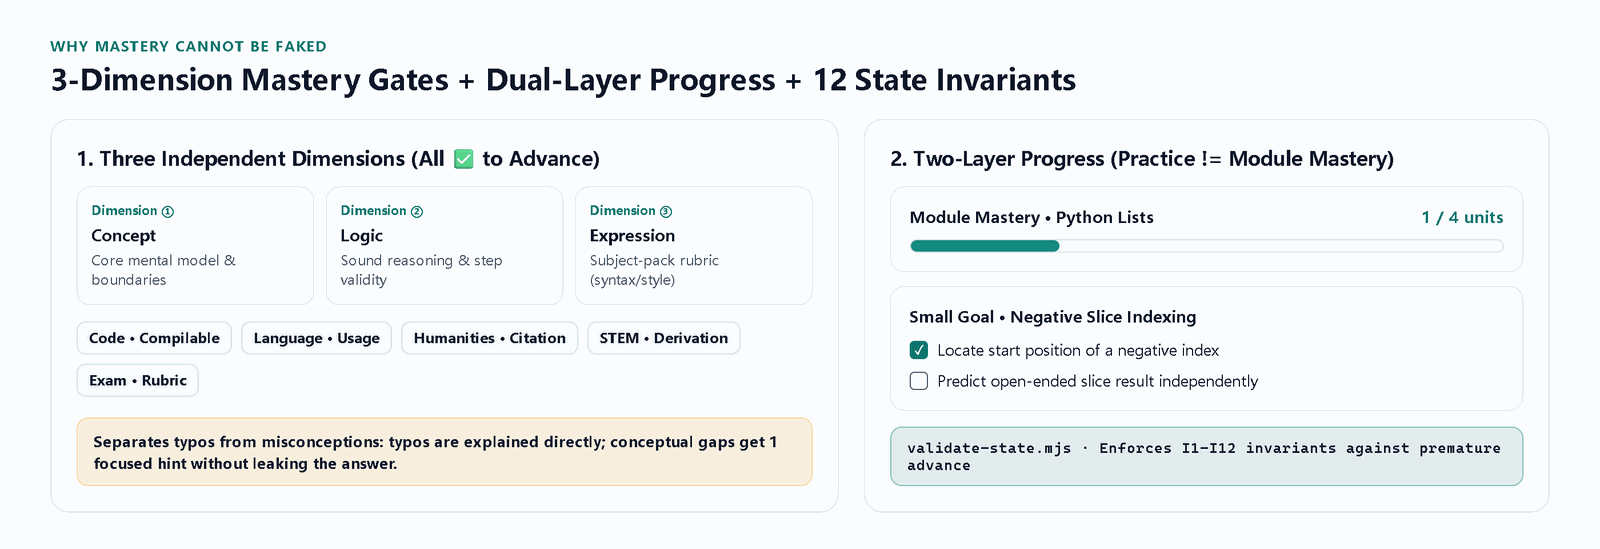 WHY MASTERY CANNOT BE FAKED
3-Dimension Mastery Gates + Dual-Layer Progress + 12 State Invariants
1. Three Independent Dimensions (All ✅ to Advance)
Dimension ①
Concept
Core mental model &
boundaries
Dimension ②
Logic
Sound reasoning & step
validity
Dimension ③
Expression
Subject-pack rubric
(syntax/style)
Code • Compilable
Language • Usage
Humanities • Citation
STEM • Derivation
Exam • Rubric
Separates typos from misconceptions: typos are explained directly; conceptual gaps get 1
focused hint without leaking the answer.
2. Two-Layer Progress (Practice != Module Mastery)
Module Mastery • Python Lists
1 / 4 units
Small Goal • Negative Slice Indexing
Locate start position of a negative index
Predict open-ended slice result independently
validate-state.mjs · Enforces I1-I12 invariants against premature
advance